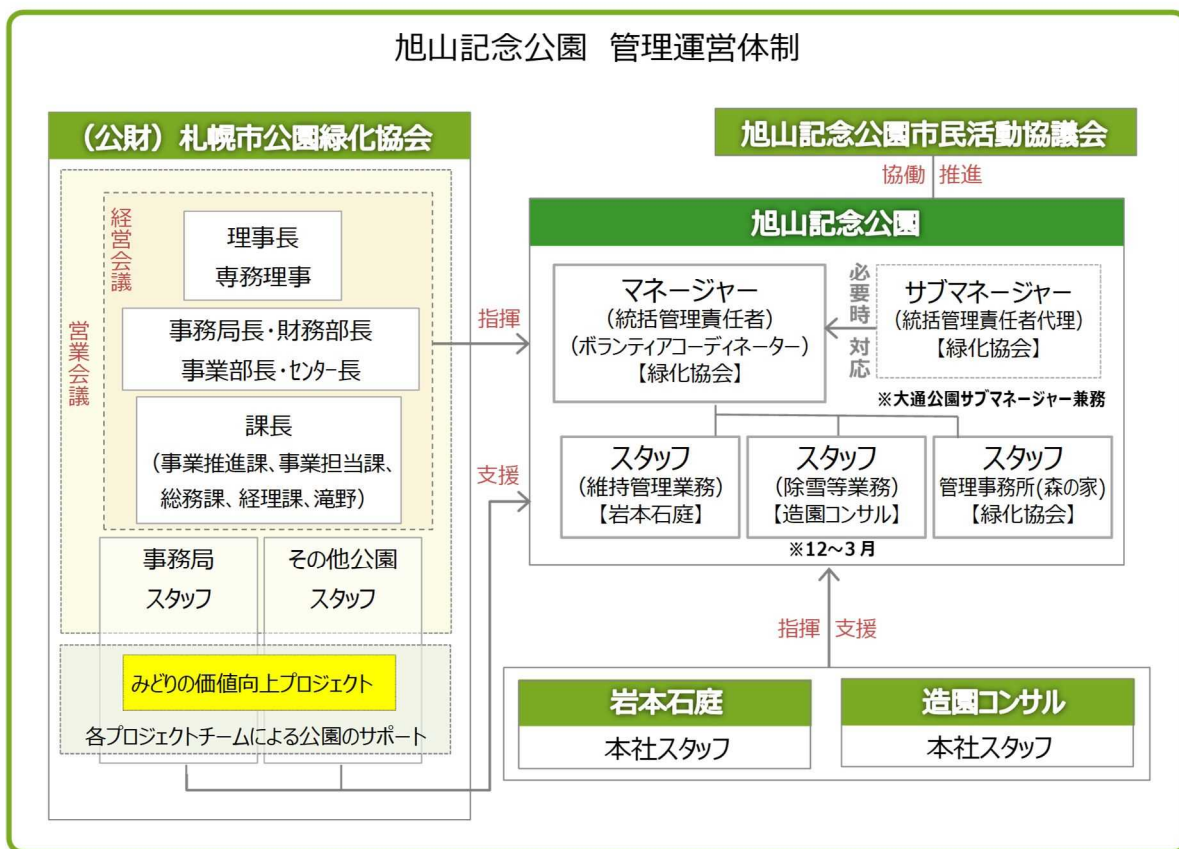 旭山記念公園 管理運営体制
（公財）札幌市公園緑化協会
営業会議
経営会議
理事長
専務理事
事務局長・財務部長
事業部長・センター長
課長
（事業推進課、事業担当課、
総務課、経理課、滝野）
事務局
スタッフ
その他公園
スタッフ
みどりの価値向上プロジェクト
各プロジェクトチームによる公園のサポート
指揮
支援
旭山記念公園市民活動協議会
協働
推進
旭山記念公園
マネージャー
（統括管理責任者）
（ボランティアコーディネーター）
【緑化協会】
必要時
対応
サブマネージャー
（統括管理責任者代理）
【緑化協会】
※大通公園サブマネージャー兼務
スタッフ
（維持管理業務）
【岩本石庭】
スタッフ
（除雪等業務）
【造園コンサル】
※12～3月
スタッフ
管理事務所(森の家)
【緑化協会】
指揮
支援
岩本石庭
本社スタッフ
造園コンサル
本社スタッフ